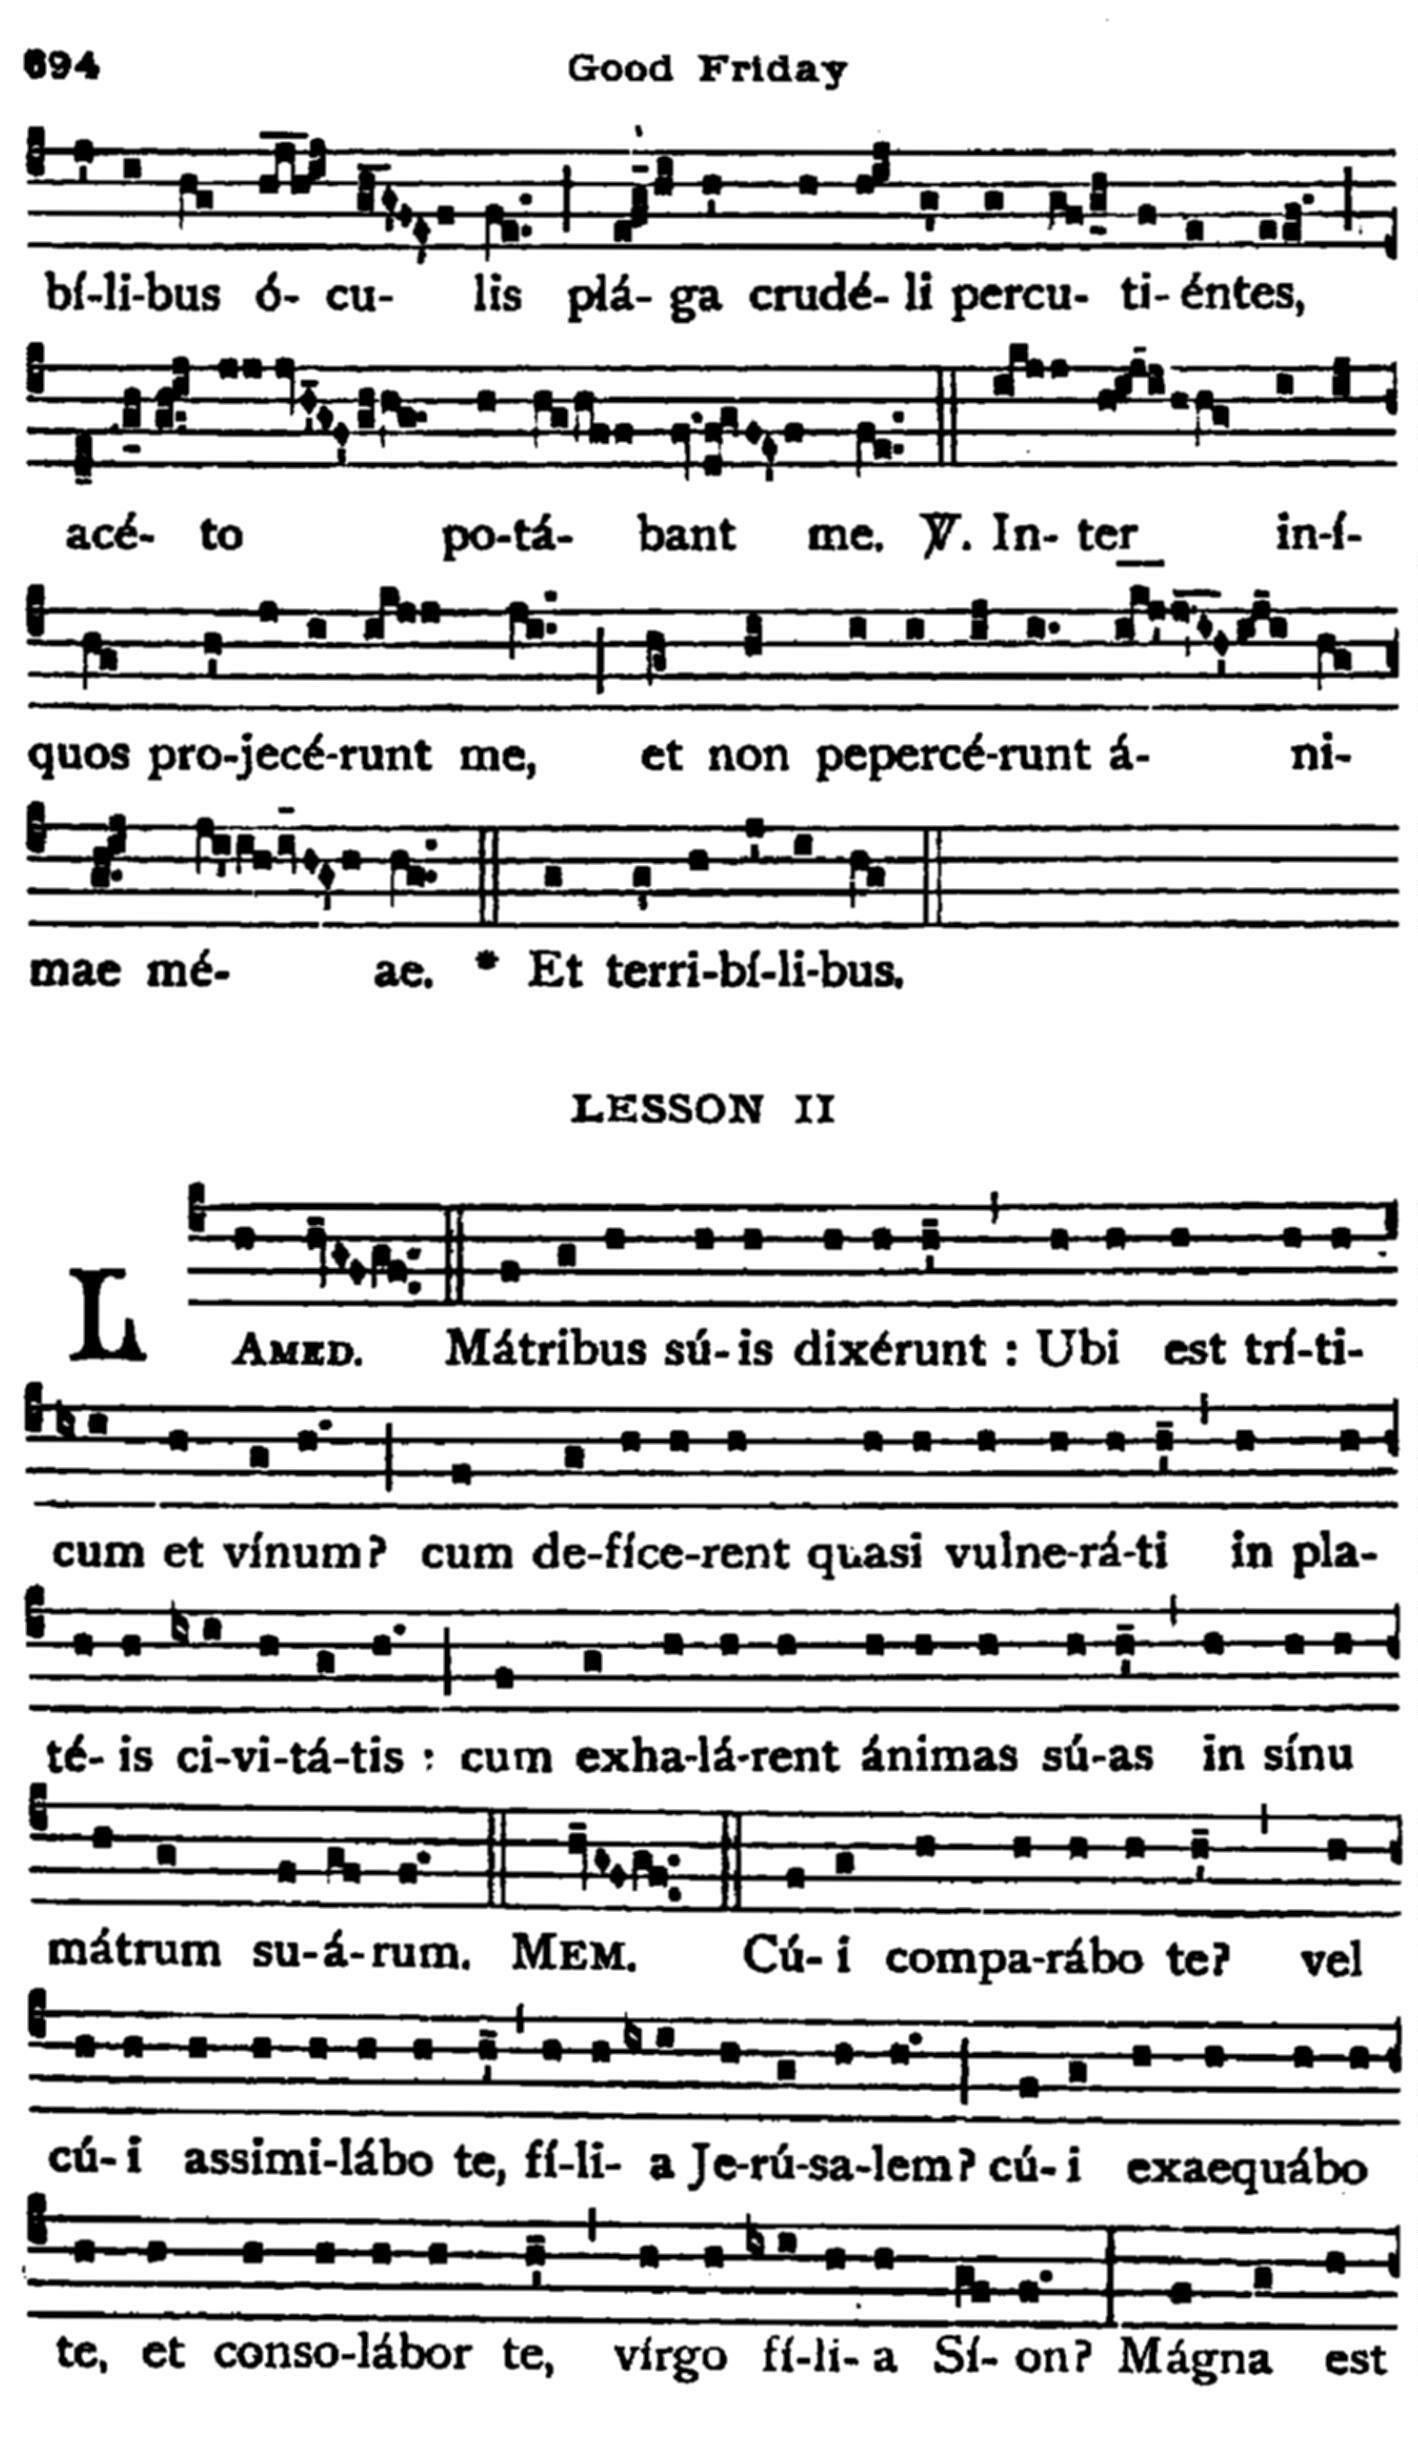 694
Good Friday
bí-li-bus ó- cu- lis plá- ga crudé- li percu- ti- éntes,
acé- to po-tá- bant me. ℣. In- ter in-í-
quos pro-jecé-runt me, et non pepercé-runt á- ni-
mae mé- ae. * Et terri-bí-li-bus.
LESSON II
LAMED. Mátribus sú- is dixérunt : Ubi est trí-ti-
cum et vínum? cum de-fíce-rent quasi vulne-rá-ti in pla-
té- is ci-vi-tá-tis : cum exha-lá-rent ánimas sú-as in sínu
mátrum su-á-rum. MEM. Cú- i compa-rábo te? vel
cú- i assimi-lábo te, fí-li- a Je-rú-sa-lem? cú- i exaequábo
te, et conso-lábor te, vírgo fí-li- a Sí- on? Mágna est